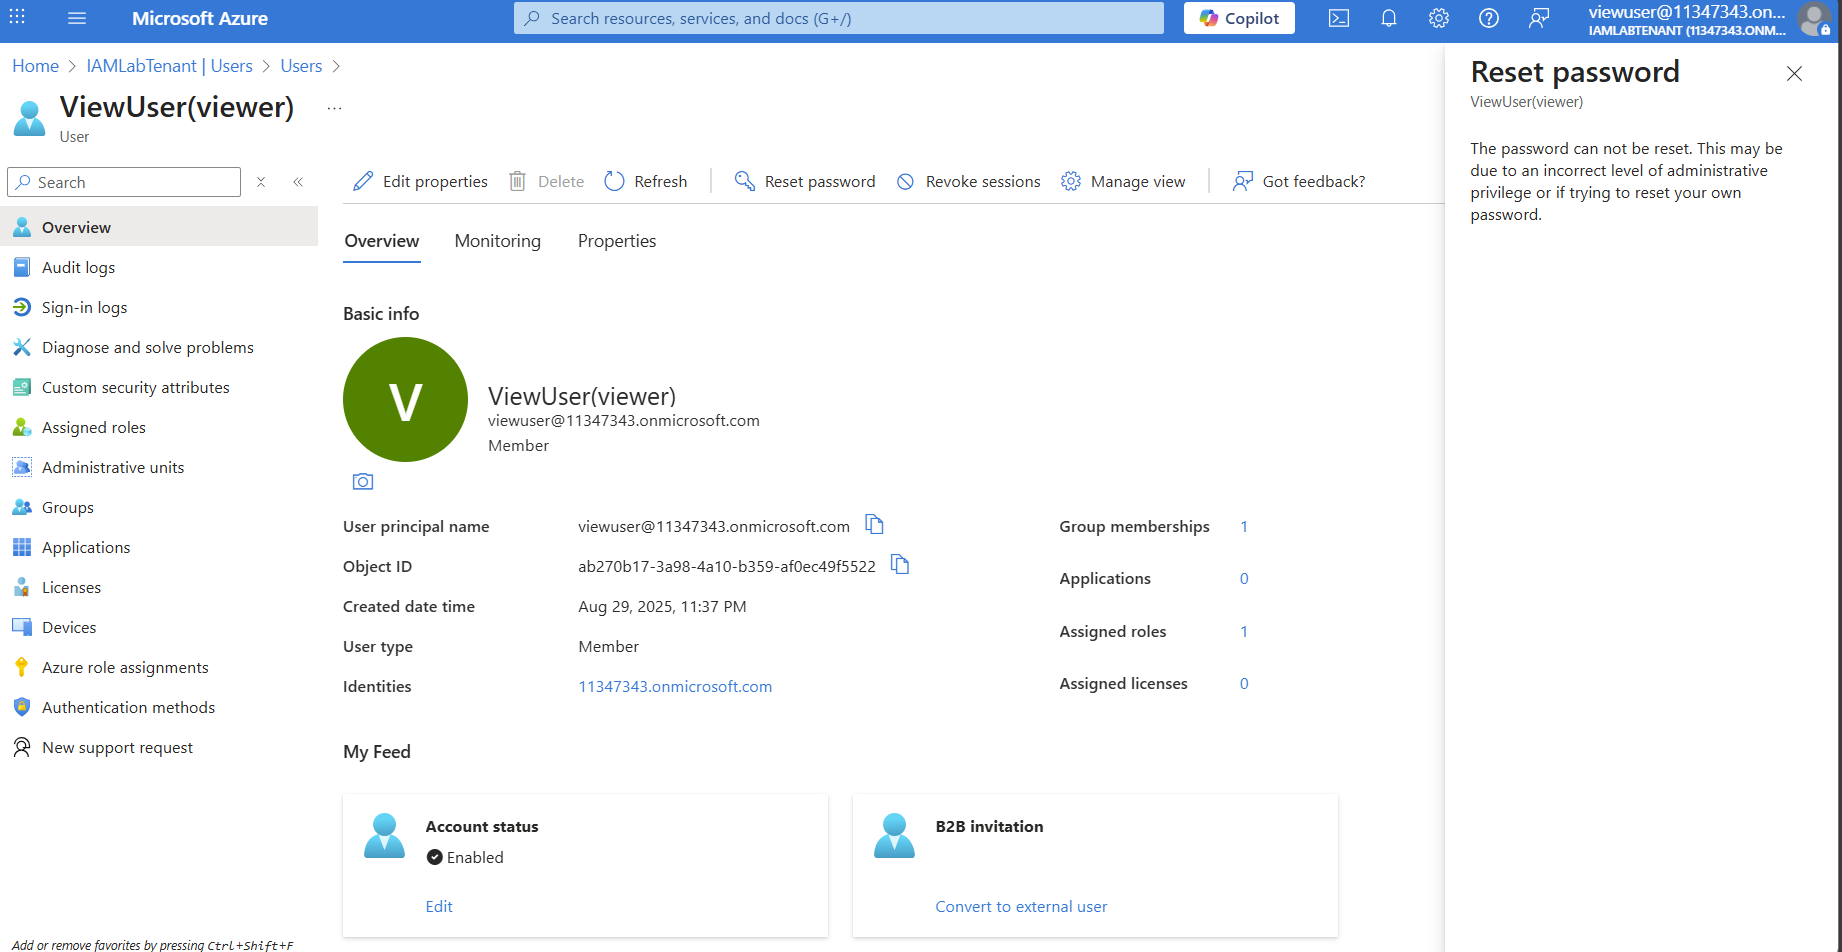 Microsoft Azure
Search resources, services, and docs (G+/)
Copilot
viewuser@11347343.on...
IAMLABTENANT (11347343.ONM...
Home > IAMLabTenant | Users > Users >
ViewUser(viewer) ...
User
Search
Overview
Audit logs
Sign-in logs
Diagnose and solve problems
Custom security attributes
Assigned roles
Administrative units
Groups
Applications
Licenses
Devices
Azure role assignments
Authentication methods
New support request
Add or remove favorites by pressing Ctrl+Shift+F
Edit properties Delete Refresh Reset password Revoke sessions Manage view Got feedback?
Overview Monitoring Properties
Basic info
V
ViewUser(viewer)
viewuser@11347343.onmicrosoft.com
Member
User principal name viewuser@11347343.onmicrosoft.com
Object ID ab270b17-3a98-4a10-b359-af0ec49f5522
Created date time Aug 29, 2025, 11:37 PM
User type Member
Identities 11347343.onmicrosoft.com
Group memberships 1
Applications 0
Assigned roles 1
Assigned licenses 0
My Feed
Account status
Enabled
Edit
B2B invitation
Convert to external user
Reset password
ViewUser(viewer)
The password can not be reset. This may be
due to an incorrect level of administrative
privilege or if trying to reset your own
password.